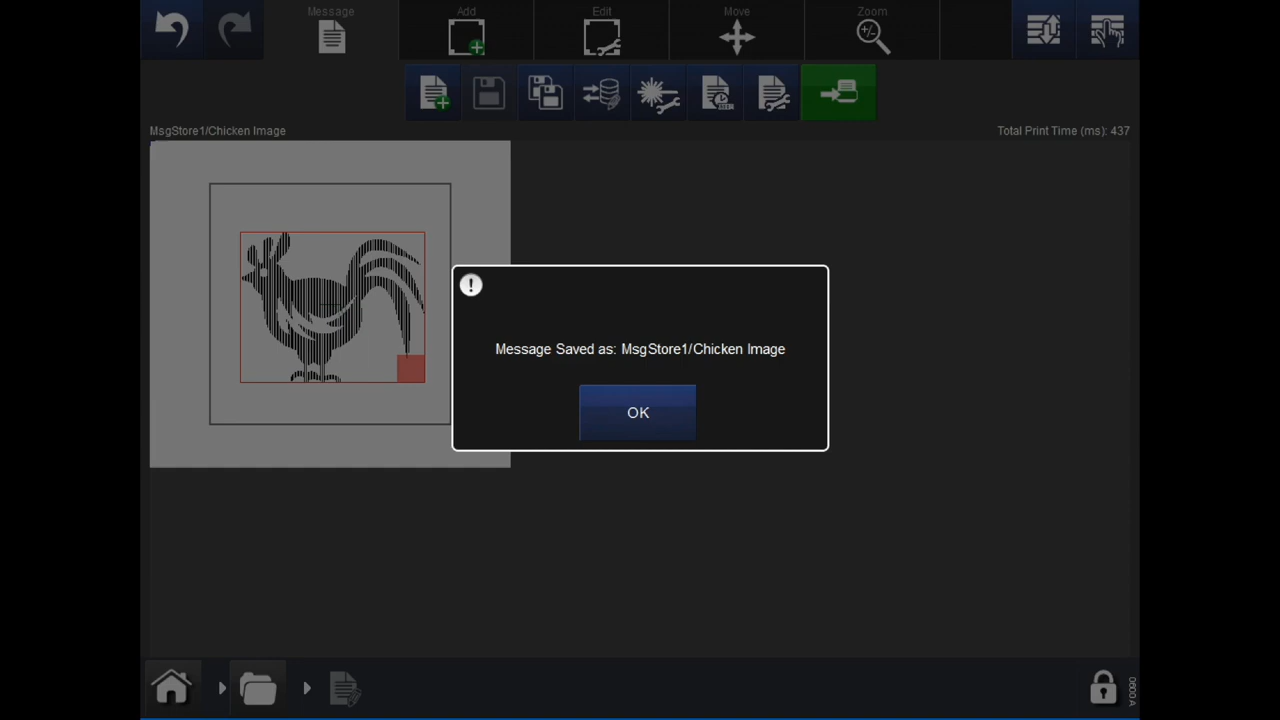 Message
Add
Edit
Move
Zoom
MsgStore1/Chicken Image
Total Print Time (ms): 437
Message Saved as: MsgStore1/Chicken Image
OK
0600 A